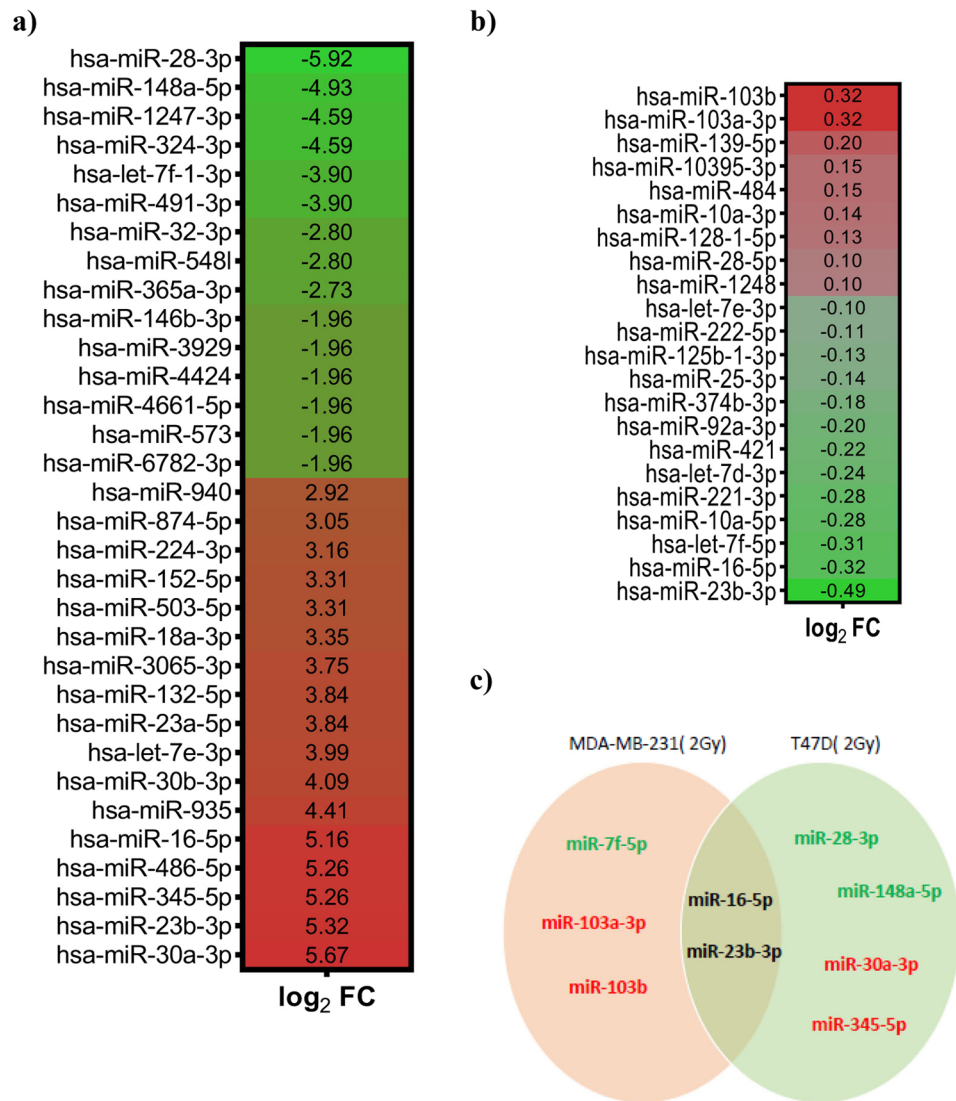 a)
hsa-miR-28-3p -5.92
hsa-miR-148a-5p -4.93
hsa-miR-1247-3p -4.59
hsa-miR-324-3p -4.59
hsa-let-7f-1-3p -3.90
hsa-miR-491-3p -3.90
hsa-miR-32-3p -2.80
hsa-miR-548l -2.80
hsa-miR-365a-3p -2.73
hsa-miR-146b-3p -1.96
hsa-miR-3929 -1.96
hsa-miR-4424 -1.96
hsa-miR-4661-5p -1.96
hsa-miR-573 -1.96
hsa-miR-6782-3p -1.96
hsa-miR-940 2.92
hsa-miR-874-5p 3.05
hsa-miR-224-3p 3.16
hsa-miR-152-5p 3.31
hsa-miR-503-5p 3.31
hsa-miR-18a-3p 3.35
hsa-miR-3065-3p 3.75
hsa-miR-132-5p 3.84
hsa-miR-23a-5p 3.84
hsa-let-7e-3p 3.99
hsa-miR-30b-3p 4.09
hsa-miR-935 4.41
hsa-miR-16-5p 5.16
hsa-miR-486-5p 5.26
hsa-miR-345-5p 5.26
hsa-miR-23b-3p 5.32
hsa-miR-30a-3p 5.67
log2 FC
b)
hsa-miR-103b 0.32
hsa-miR-103a-3p 0.32
hsa-miR-139-5p 0.20
hsa-miR-10395-3p 0.15
hsa-miR-484 0.15
hsa-miR-10a-3p 0.14
hsa-miR-128-1-5p 0.13
hsa-miR-28-5p 0.10
hsa-miR-1248 0.10
hsa-let-7e-3p -0.10
hsa-miR-222-5p -0.11
hsa-miR-125b-1-3p -0.13
hsa-miR-25-3p -0.14
hsa-miR-374b-3p -0.18
hsa-miR-92a-3p -0.20
hsa-miR-421 -0.22
hsa-let-7d-3p -0.24
hsa-miR-221-3p -0.28
hsa-miR-10a-5p -0.28
hsa-let-7f-5p -0.31
hsa-miR-16-5p -0.32
hsa-miR-23b-3p -0.49
log2 FC
c)
MDA-MB-231( 2Gy) T47D( 2Gy)
miR-7f-5p
miR-103a-3p
miR-103b
miR-16-5p
miR-23b-3p
miR-28-3p
miR-148a-5p
miR-30a-3p
miR-345-5p